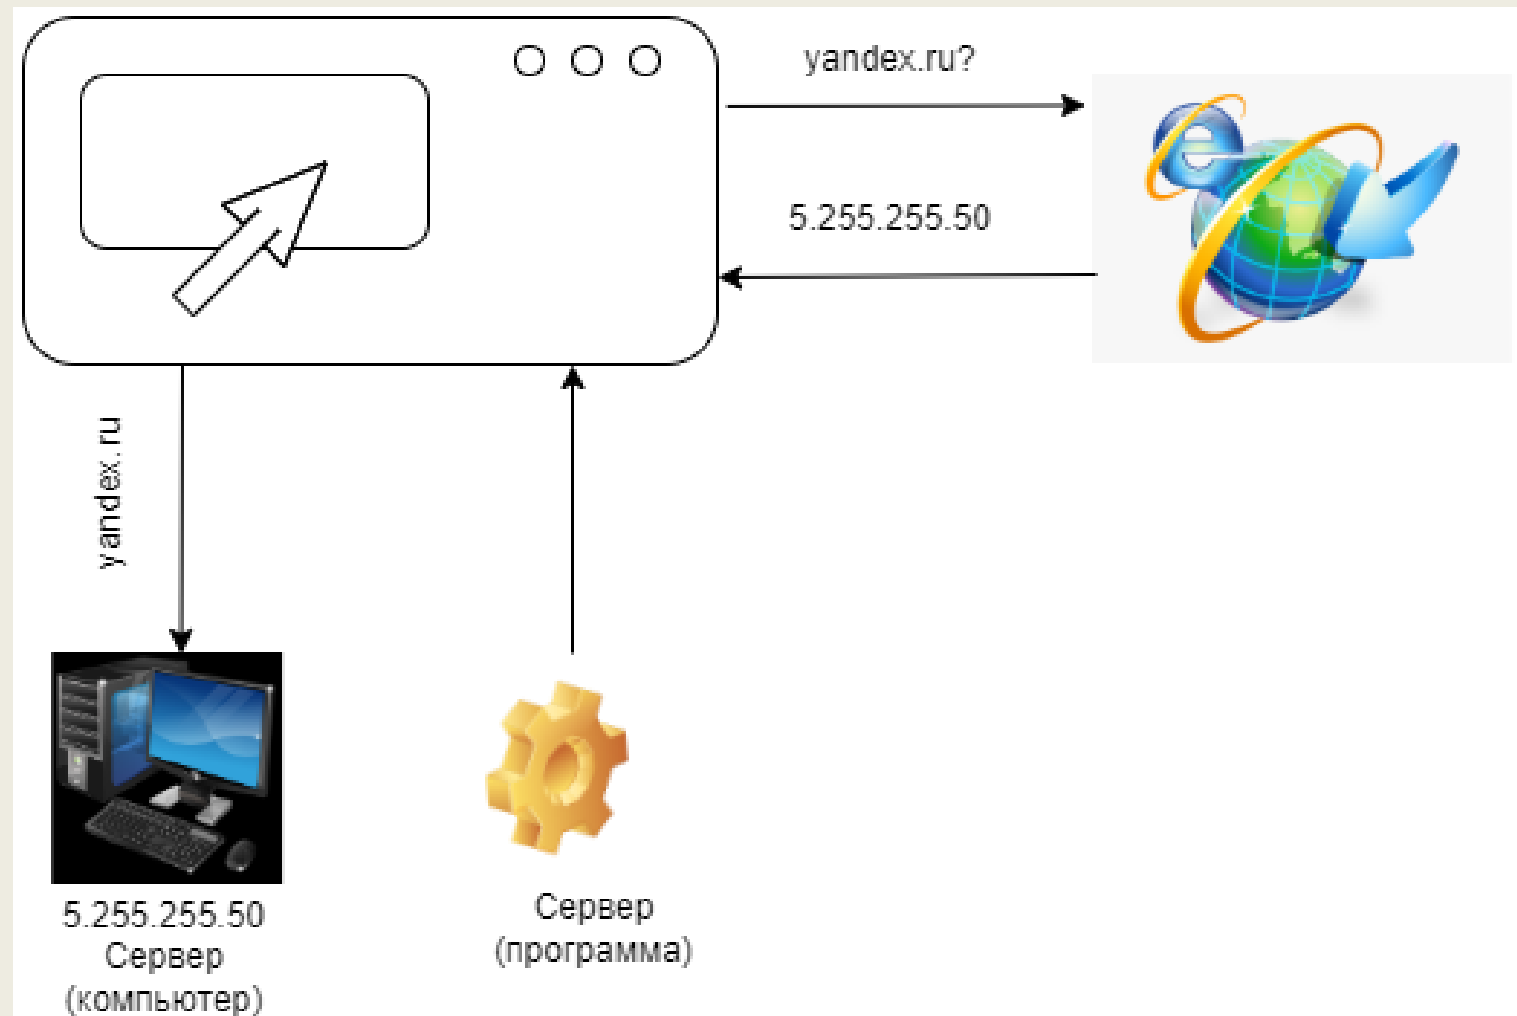 yandex.ru?
5.255.255.50
yandex. ru
5.255.255.50
Сервер
(компьютер)
Сервер
(программа)